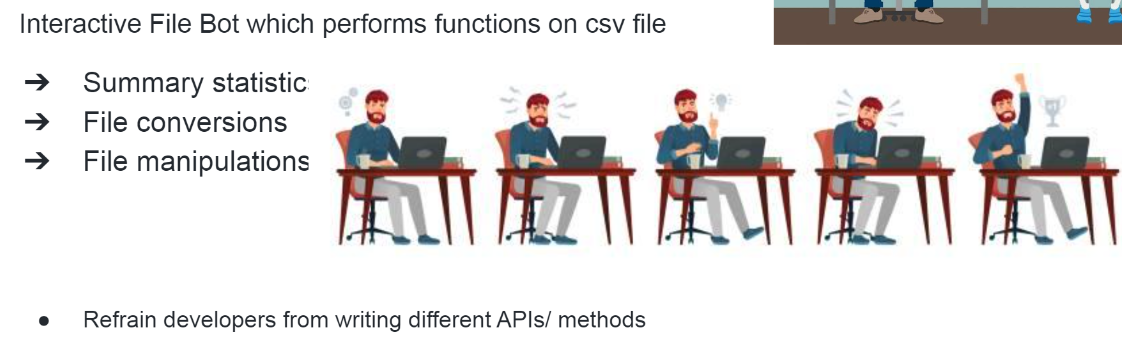 Interactive File Bot which performs functions on csv file
➔ Summary statistic
➔ File conversions
➔ File manipulations
● Refrain developers from writing different APIs/ methods